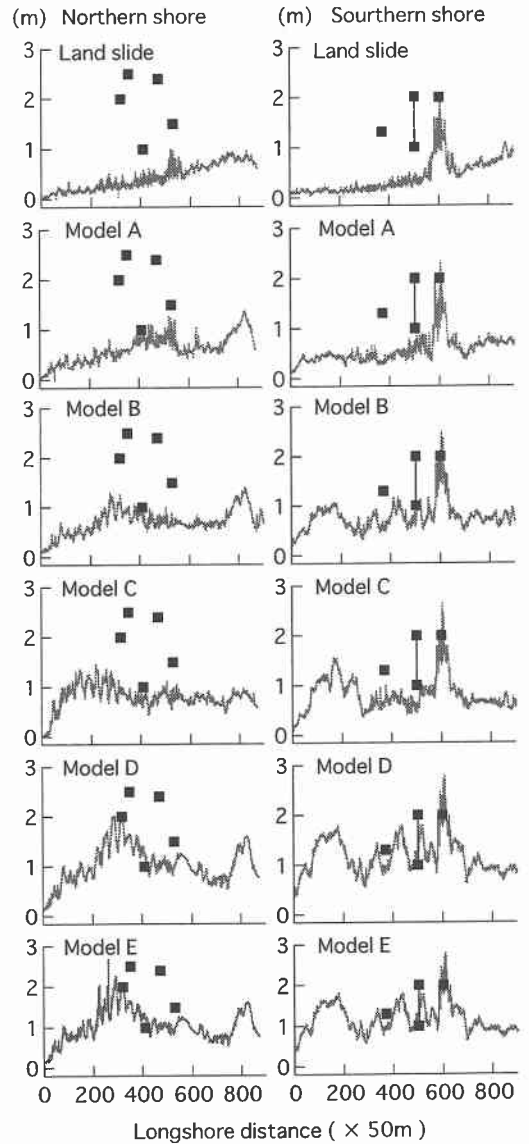 (m) Northern shore (m) Sourthern shore
3 Land slide 3 Land slide
2 2
1 1
0 0
3 Model A 3 Model A
2 2
1 1
0 0
3 Model B 3 Model B
2 2
1 1
0 0
3 Model C 3 Model C
2 2
1 1
0 0
3 Model D 3 Model D
2 2
1 1
0 0
3 Model E 3 Model E
2 2
1 1
0 0
0 200 400 600 800 0 200 400 600 800
Longshore distance ( × 50m )